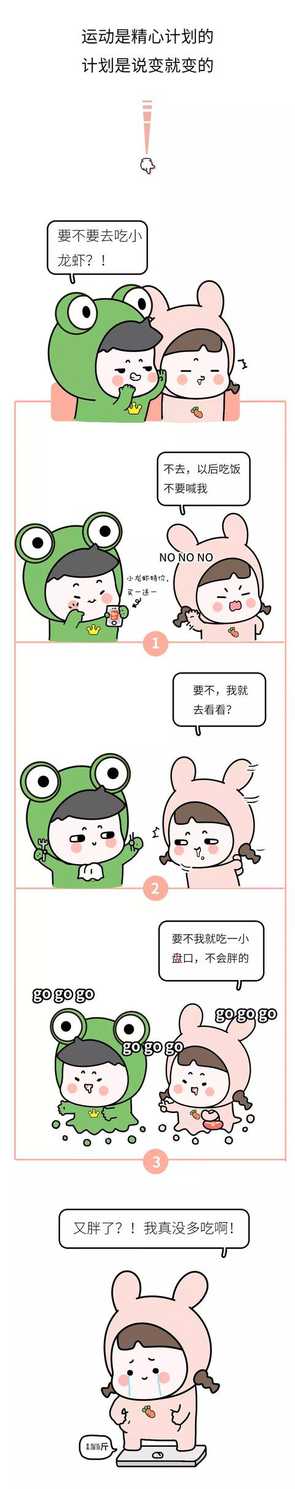 运动是精心计划的
计划是说变就变的
要不要去吃小
龙虾？！
不去，以后吃饭
不要喊我
NO NO NO
小龙虾特价，
买一送一
1
要不，我就
去看看？
2
要不我就吃一小
盘口，不会胖的
go go go
go go go
go go go
3
又胖了？！我真没多吃啊！